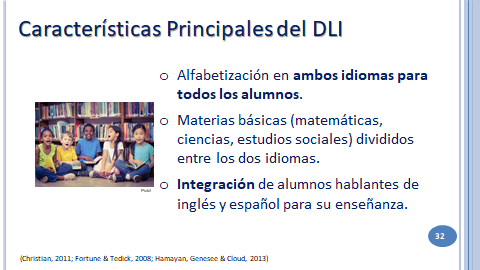 Características Principales del DLI
o Alfabetización en ambos idiomas para
todos los alumnos.
o Materias básicas (matemáticas,
ciencias, estudios sociales) divididos
entre los dos idiomas.
o Integración de alumnos hablantes de
inglés y español para su enseñanza.
32
(Christian, 2011; Fortune & Tedick, 2008; Hamayan, Genesee & Cloud, 2013)